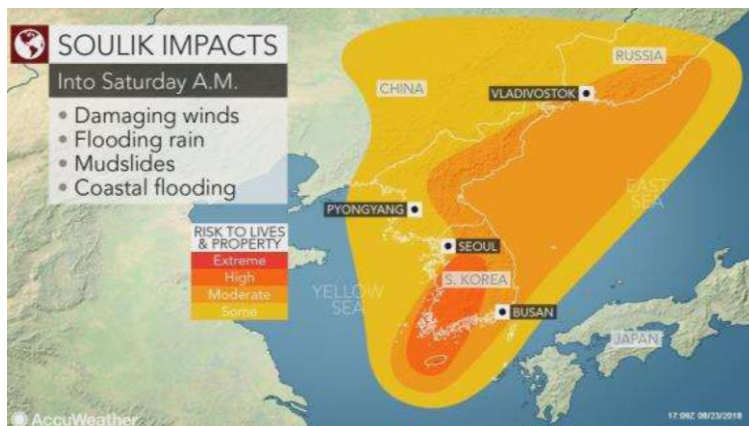 SOULIK IMPACTS
Into Saturday A.M.
• Damaging winds
• Flooding rain
• Mudslides
• Coastal flooding
RISK TO LIVES
& PROPERTY
Extreme
High
Moderate
Some
CHINA
RUSSIA
VLADIVOSTOK
EAST
SEA
PYONGYANG
SEOUL
S. KOREA
YELLOW
SEA
BUSAN
JAPAN
AccuWeather
17:09Z 08/23/2018